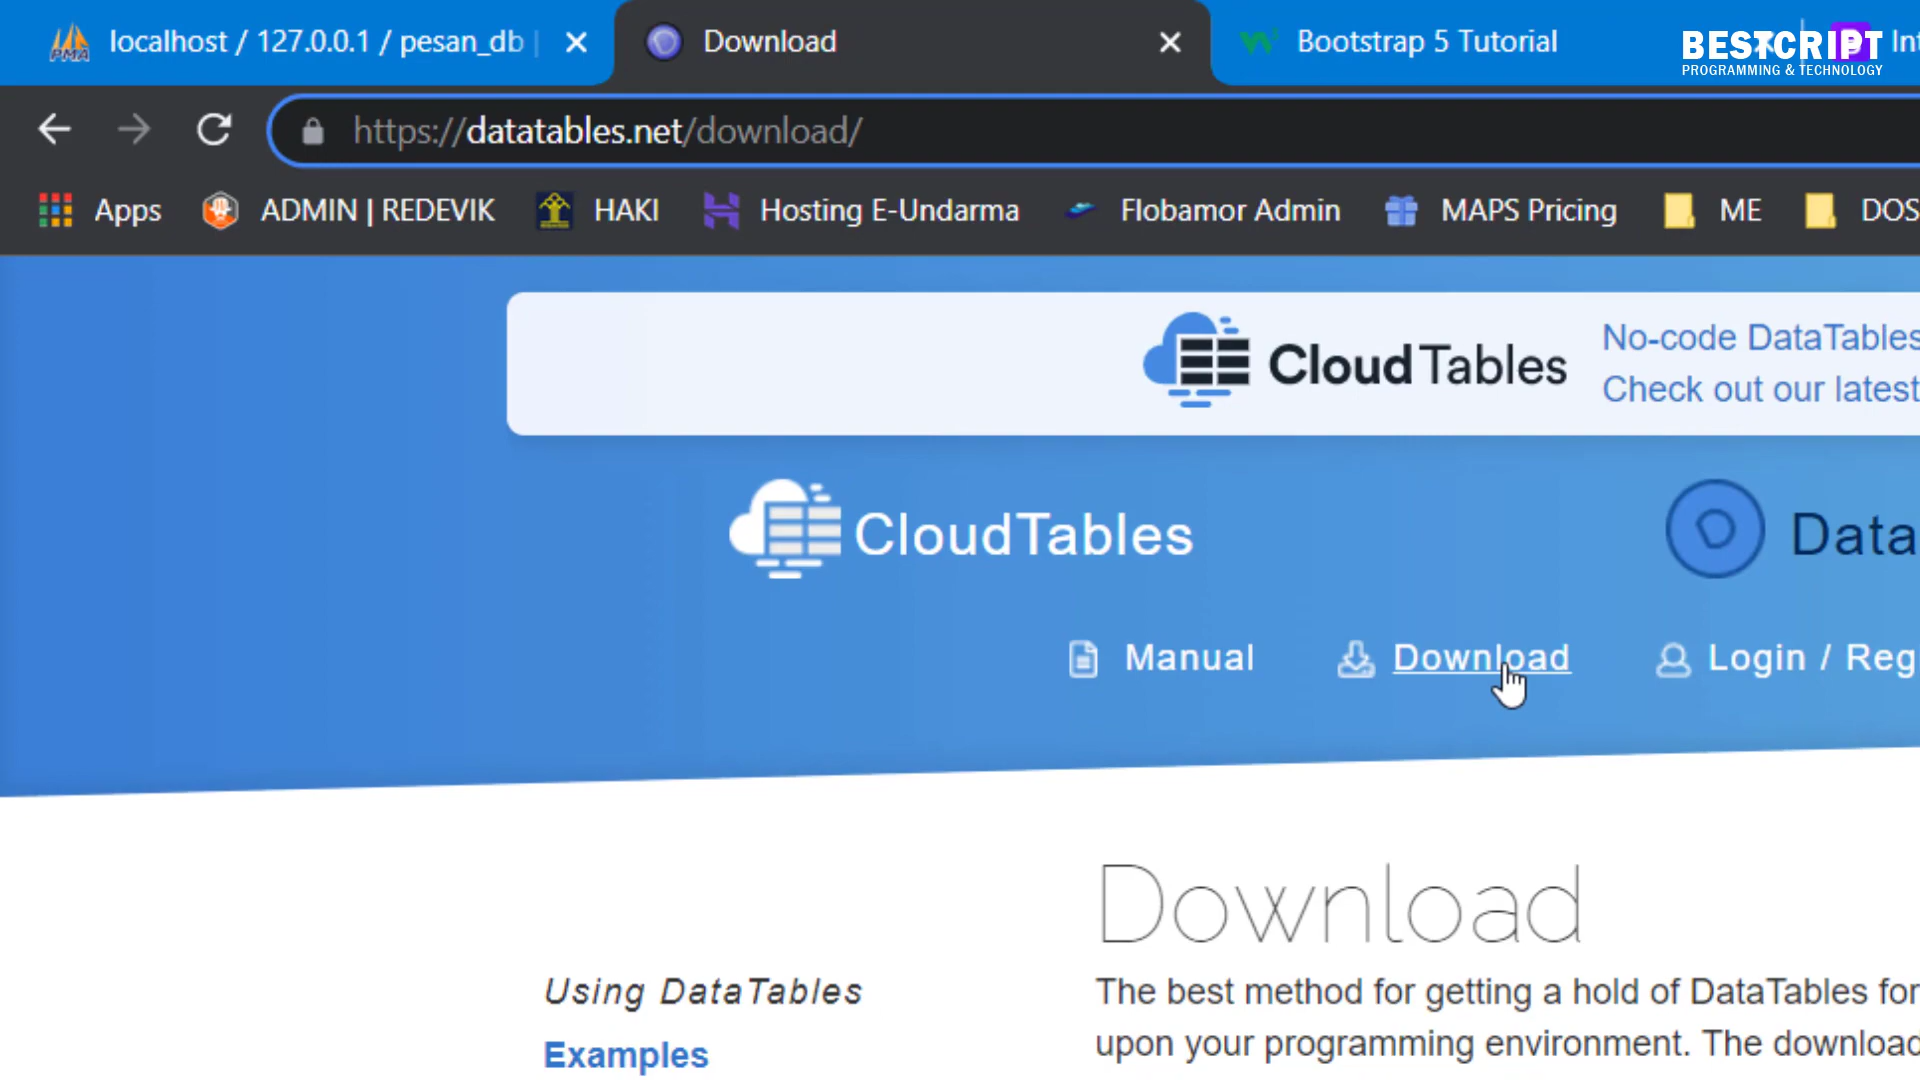 localhost / 127.0.0.1 / pesan_db |
Download
Bootstrap 5 Tutorial
BESTCRIPT
PROGRAMMING & TECHNOLOGY
Int
https://datatables.net/download/
Apps
ADMIN | REDEVIK
HAKI
Hosting E-Undarma
Flobamor Admin
MAPS Pricing
ME
DOS
CloudTables
No-code DataTables
Check out our latest
CloudTables
Data
Manual
Download
Login / Reg
Download
Using DataTables
The best method for getting a hold of DataTables for
Examples
upon your programming environment. The download